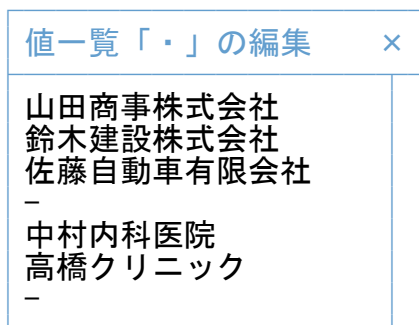 値一覧「・」の編集 ×
山田商事株式会社
鈴木建設株式会社
佐藤自動車有限会社
–
中村内科医院
高橋クリニック
–